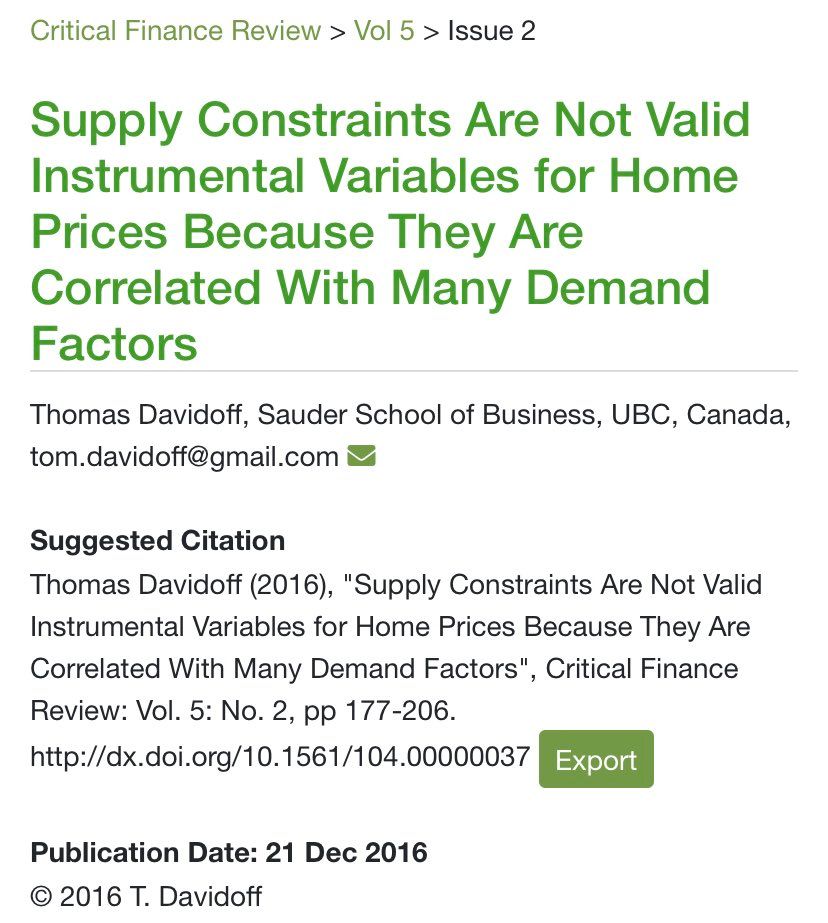 Critical Finance Review > Vol 5 > Issue 2
Supply Constraints Are Not Valid
Instrumental Variables for Home
Prices Because They Are
Correlated With Many Demand
Factors
Thomas Davidoff, Sauder School of Business, UBC, Canada,
tom.davidoff@gmail.com
Suggested Citation
Thomas Davidoff (2016), "Supply Constraints Are Not Valid
Instrumental Variables for Home Prices Because They Are
Correlated With Many Demand Factors", Critical Finance
Review: Vol. 5: No. 2, pp 177-206.
http://dx.doi.org/10.1561/104.00000037 Export
Publication Date: 21 Dec 2016
© 2016 T. Davidoff